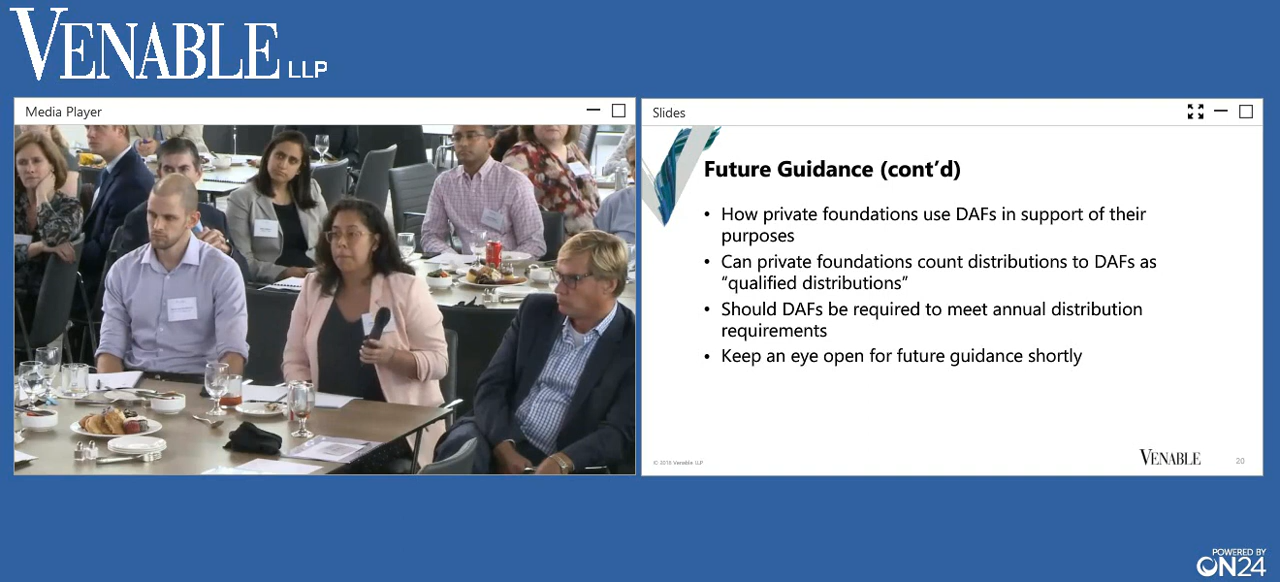 VENABLE LLP
Media Player
Slides
Future Guidance (cont’d)
• How private foundations use DAFs in support of their
purposes
• Can private foundations count distributions to DAFs as
“qualified distributions”
• Should DAFs be required to meet annual distribution
requirements
• Keep an eye open for future guidance shortly
© 2018 Venable LLP
VENABLE
20
POWERED BY
ON24